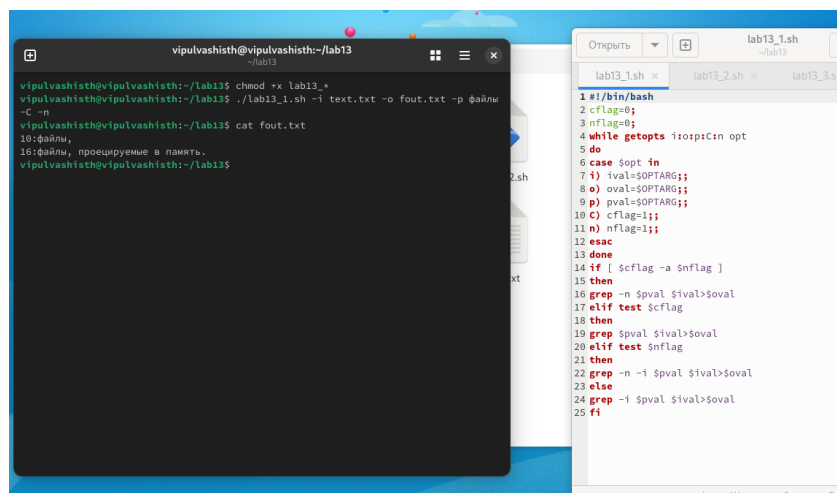 vipulvashisth@vipulvashisth:~/lab13
~/lab13
vipulvashisth@vipulvashisth:~/lab13$ chmod +x lab13_*
vipulvashisth@vipulvashisth:~/lab13$ ./lab13_1.sh -i text.txt -o fout.txt -p файлы
-C -n
vipulvashisth@vipulvashisth:~/lab13$ cat fout.txt
10:файлы,
16:файлы, проецируемые в память.
vipulvashisth@vipulvashisth:~/lab13$
2.sh
xt
Открыть
lab13_1.sh
~/lab13
lab13_1.sh × lab13_2.sh × lab13_3.s
1 #!/bin/bash
2 cflag=0;
3 nflag=0;
4 while getopts i:o:p:C:n opt
5 do
6 case $opt in
7 i) ival=$OPTARG;;
8 o) oval=$OPTARG;;
9 p) pval=$OPTARG;;
10 C) cflag=1;;
11 n) nflag=1;;
12 esac
13 done
14 if [ $cflag -a $nflag ]
15 then
16 grep -n $pval $ival>$oval
17 elif test $cflag
18 then
19 grep $pval $ival>$oval
20 elif test $nflag
21 then
22 grep -n -i $pval $ival>$oval
23 else
24 grep -i $pval $ival>$oval
25 fi